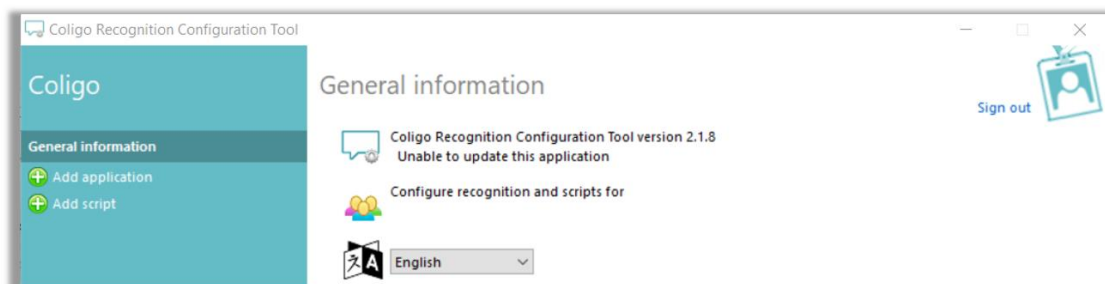 Coligo Recognition Configuration Tool
Coligo
General information
Add application
Add script
General information
Sign out
Coligo Recognition Configuration Tool version 2.1.8
Unable to update this application
Configure recognition and scripts for
English